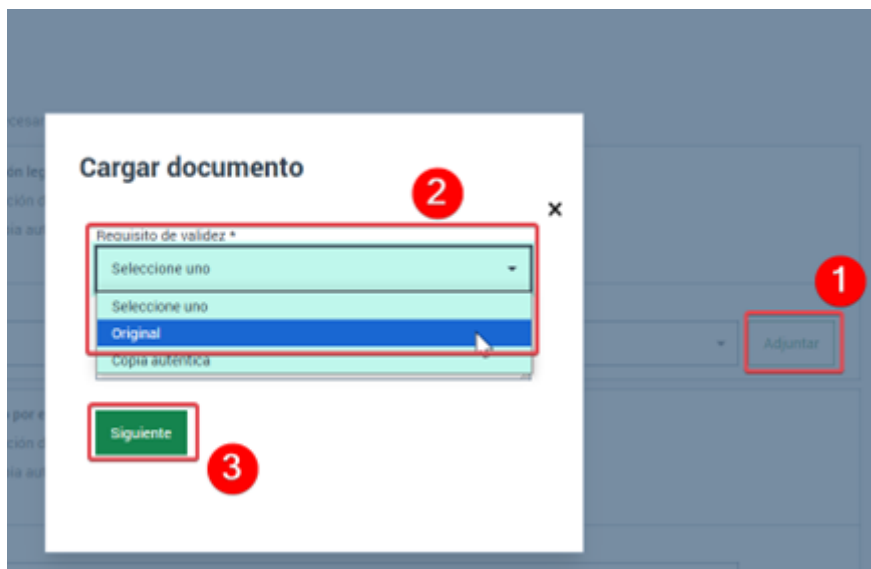 Cargar documento
2
×
Requisito de validez *
Seleccione uno
Seleccione uno
Original
Copia auténtica
1
Adjuntar
Siguiente
3